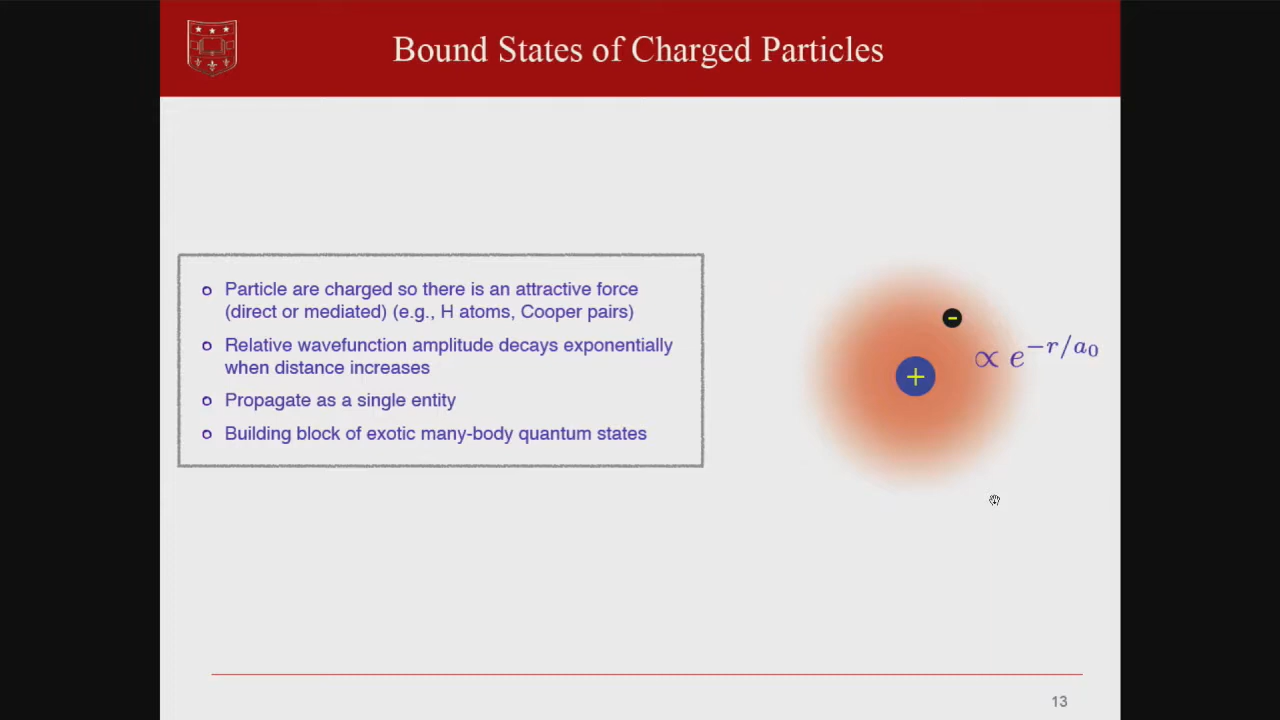 Bound States of Charged Particles
Particle are charged so there is an attractive force
(direct or mediated) (e.g., H atoms, Cooper pairs)
Relative wavefunction amplitude decays exponentially
when distance increases
Propagate as a single entity
Building block of exotic many-body quantum states
−
+
∝ e^{−r/a₀}
13